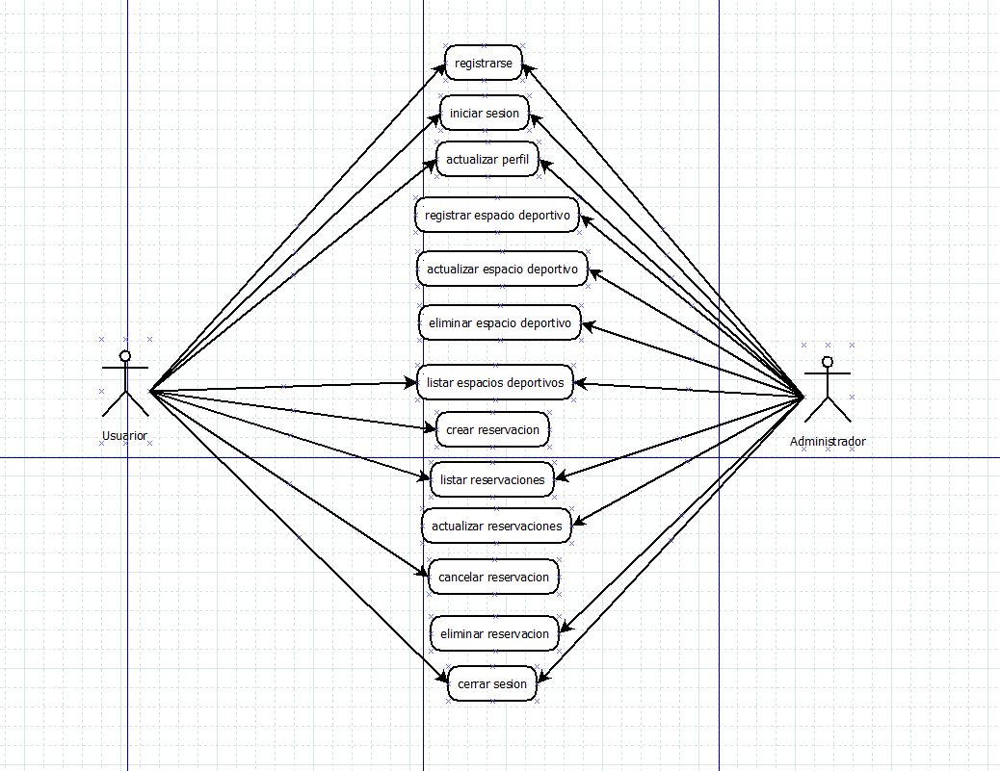 registrarse
iniciar sesion
actualizar perfil
registrar espacio deportivo
actualizar espacio deportivo
eliminar espacio deportivo
listar espacios deportivos
crear reservacion
Usuarior
Administrador
listar reservaciones
actualizar reservaciones
cancelar reservacion
eliminar reservacion
cerrar sesion